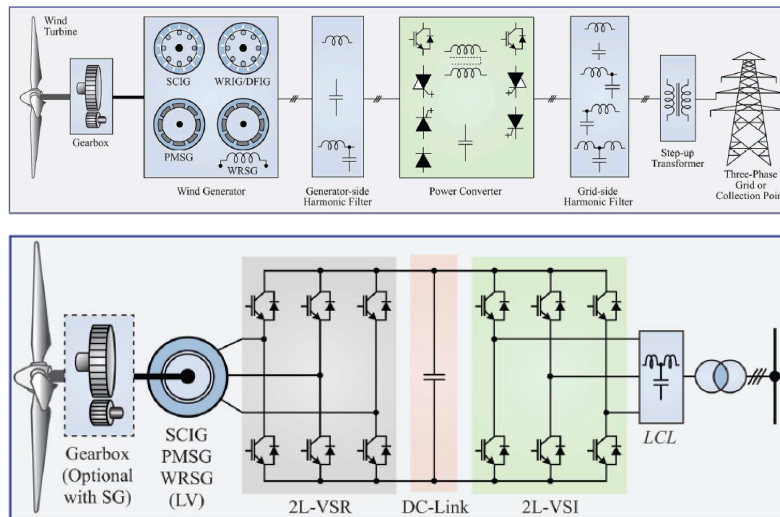 Wind
Turbine
SCIG
WRIG/DFIG
Gearbox
PMSG
WRSG
Wind Generator
Generator-side
Harmonic Filter
Power Converter
Grid-side
Harmonic Filter
Step-up
Transformer
Three-Phase
Grid or
Collection Point
Gearbox
(Optional
with SG)
SCIG
PMSG
WRSG
(LV)
2L-VSR
DC-Link
2L-VSI
LCL